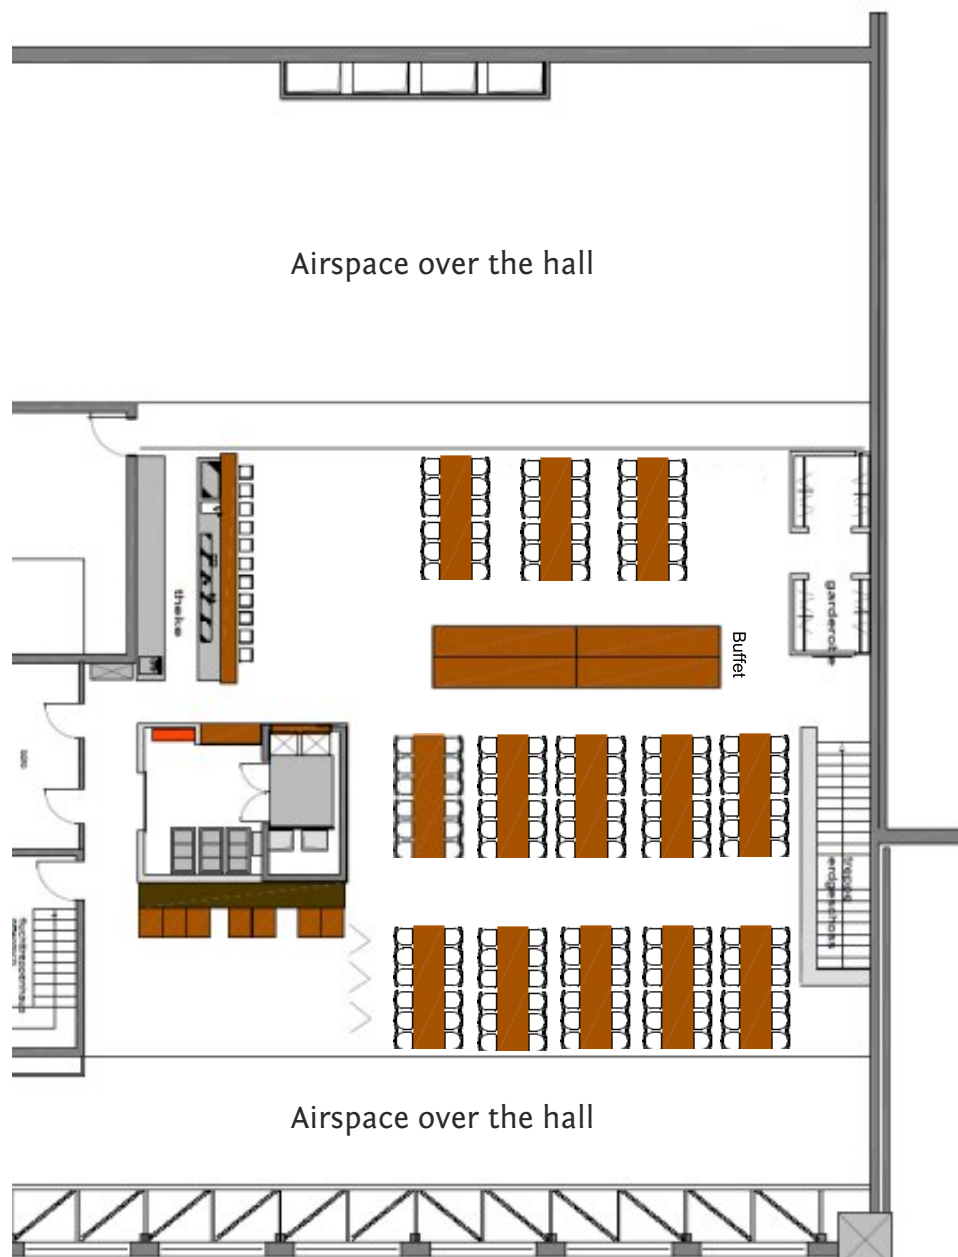 Airspace over the hall
theke
garderobe
Buffet
treppe
erdgeschoss
Airspace over the hall